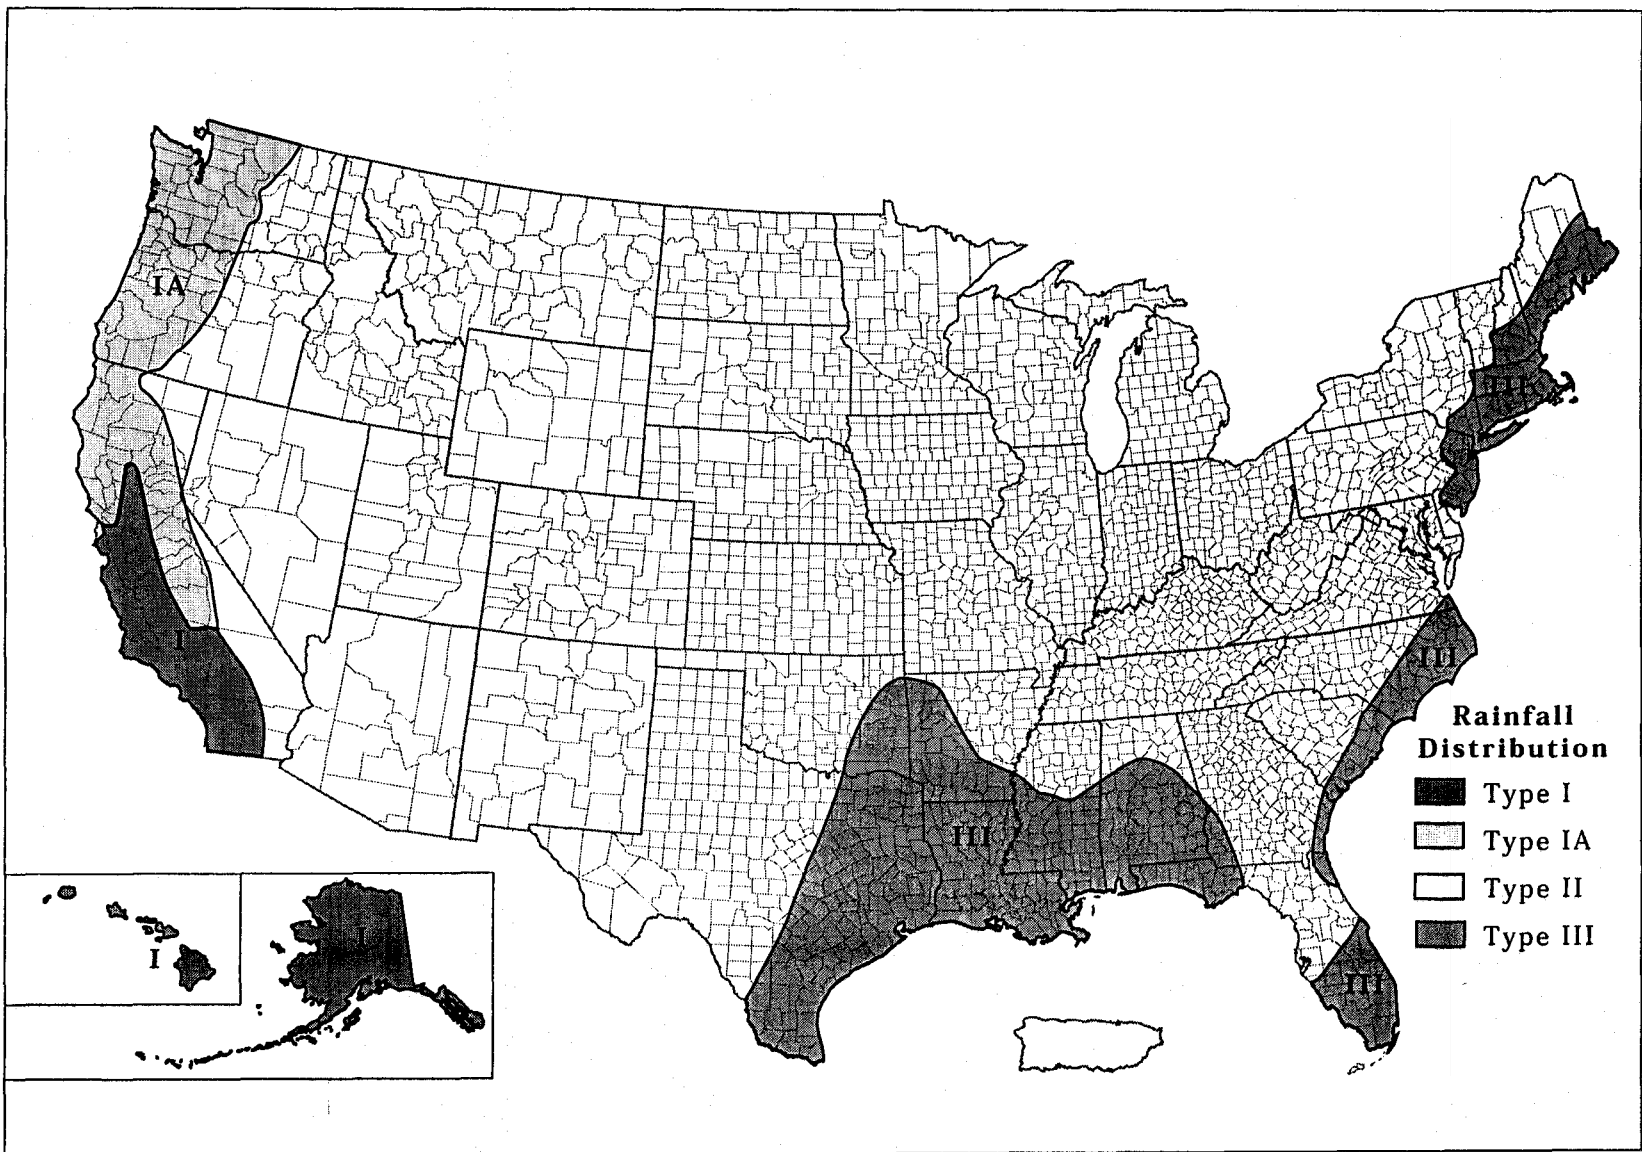 IA
III
I
III
Rainfall
Distribution
Type I
Type IA
III
Type II
Type III
I
I
III